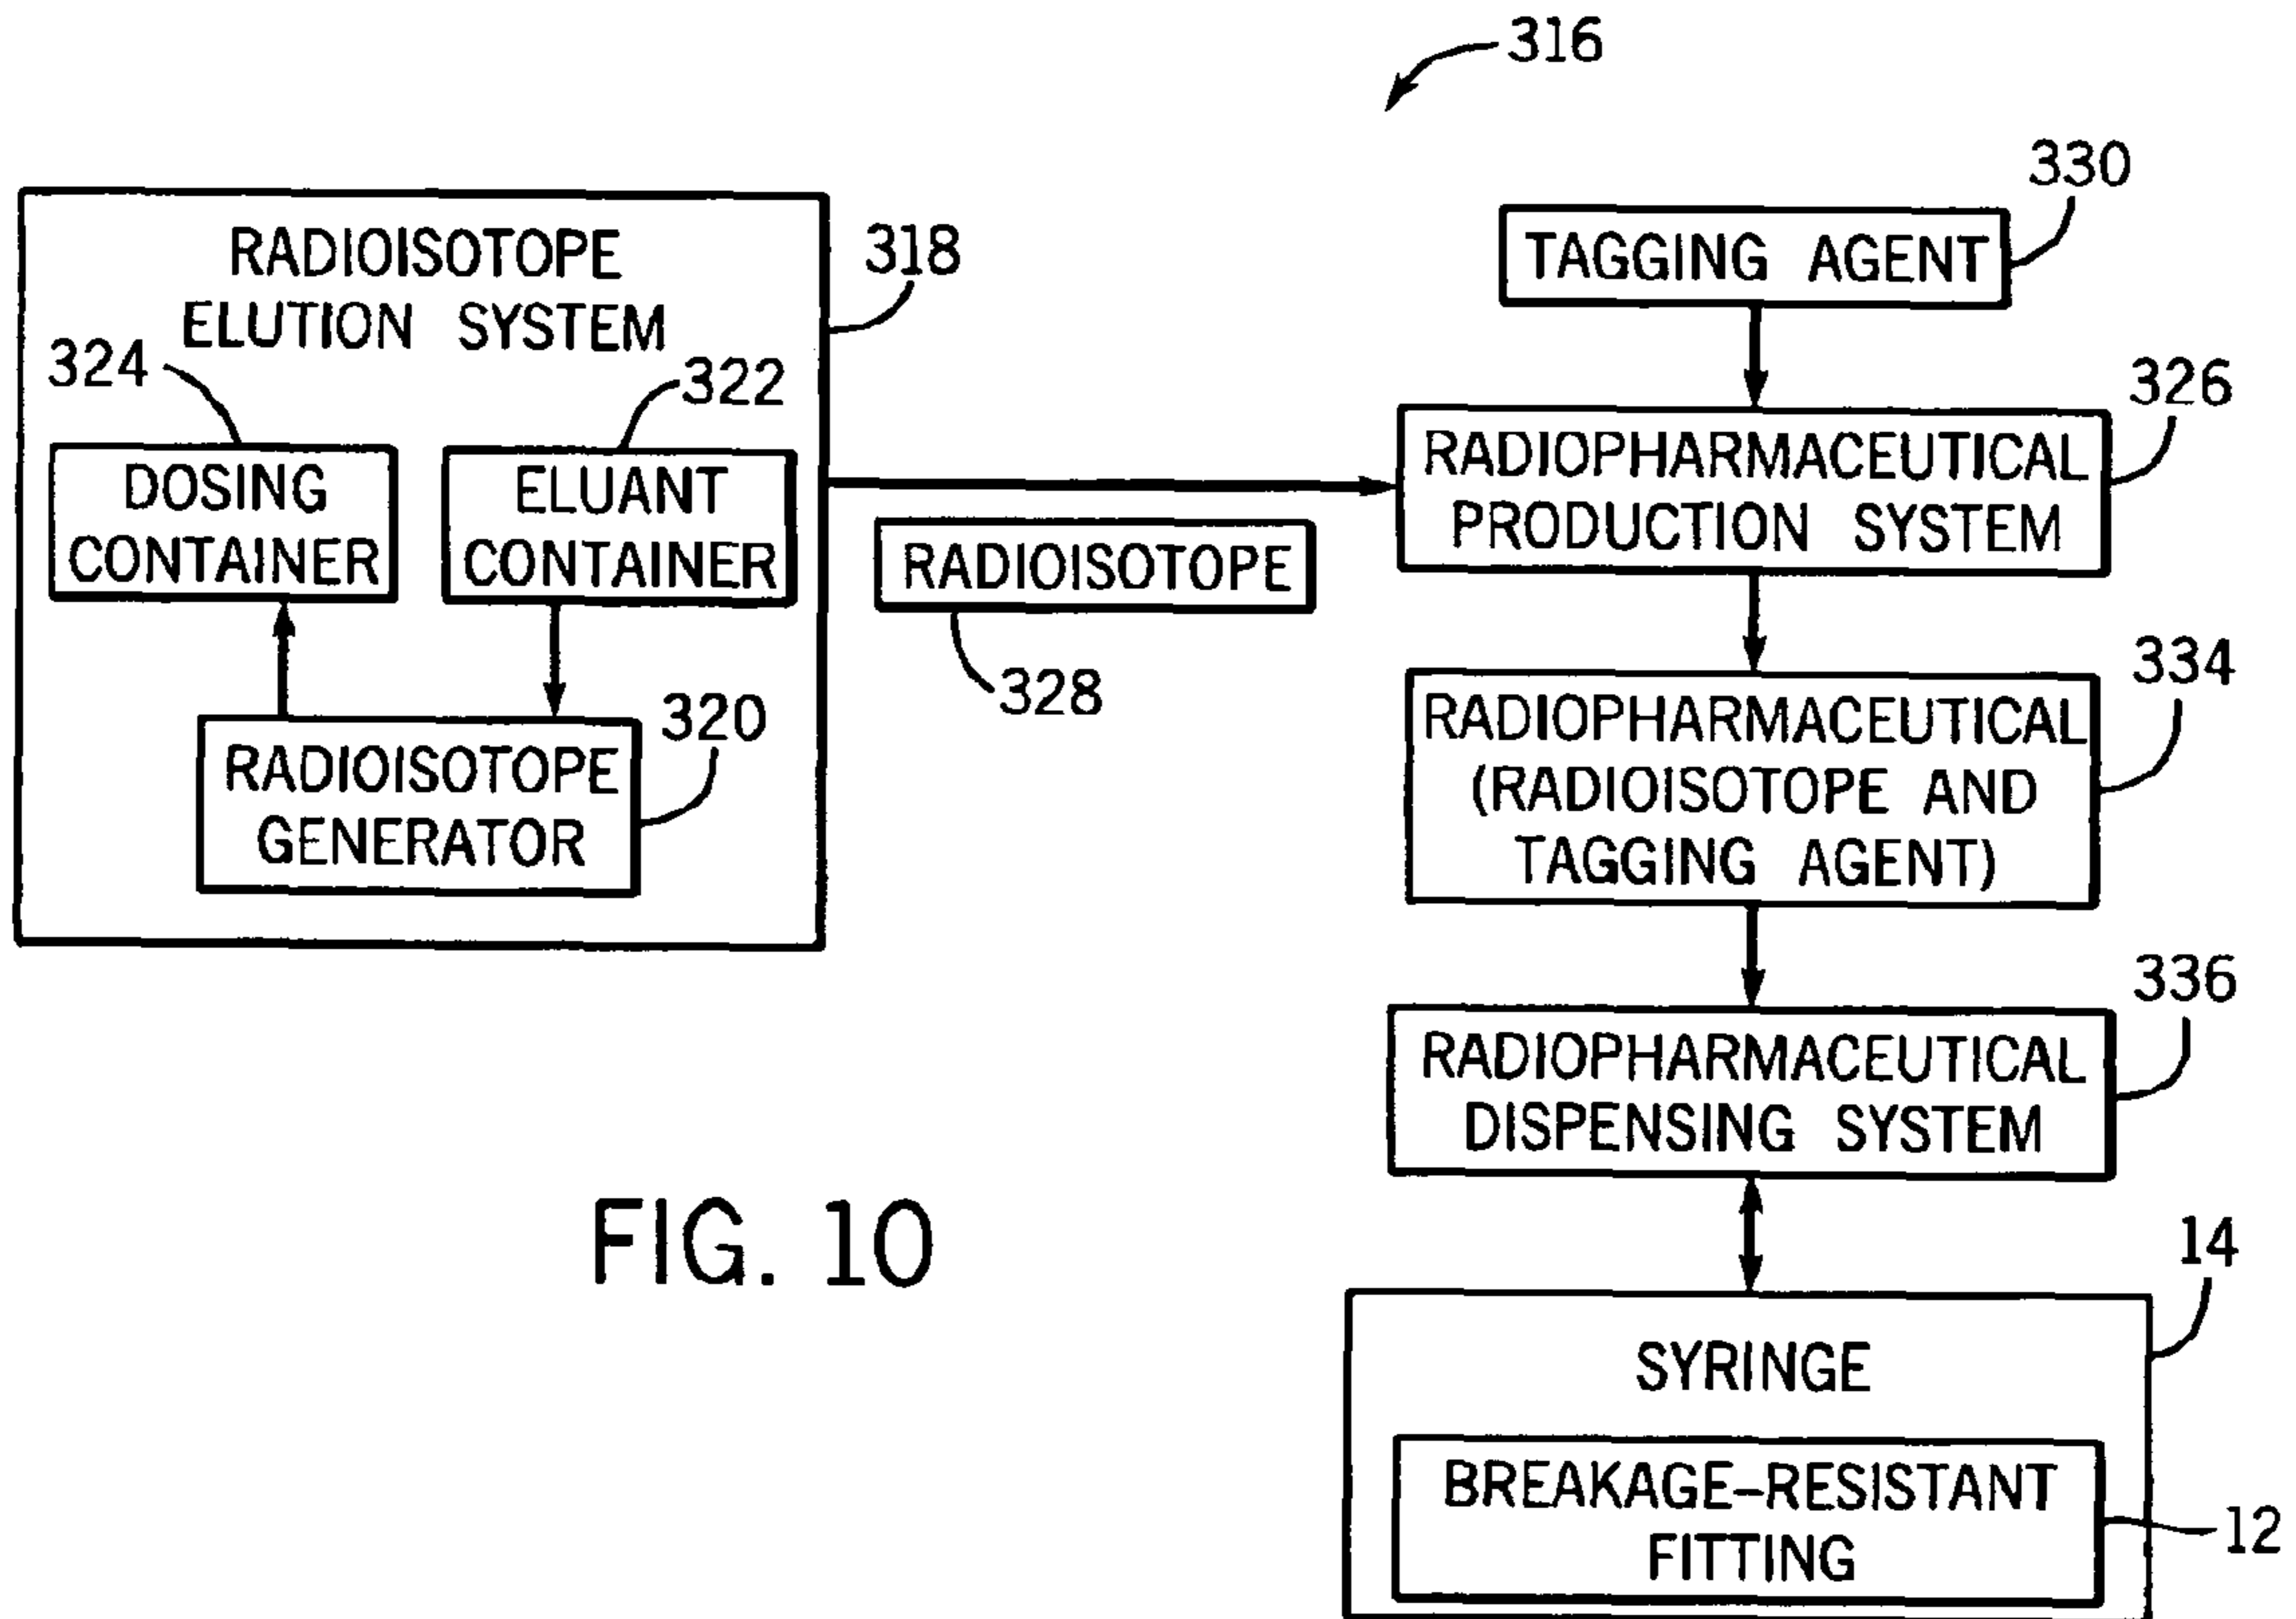 316
330
TAGGING AGENT
RADIOISOTOPE
ELUTION SYSTEM
318
324
322
DOSING
CONTAINER
ELUANT
CONTAINER
RADIOISOTOPE
GENERATOR
320
RADIOISOTOPE
328
326
RADIOPHARMACEUTICAL
PRODUCTION SYSTEM
334
RADIOPHARMACEUTICAL
(RADIOISOTOPE AND
TAGGING AGENT)
336
RADIOPHARMACEUTICAL
DISPENSING SYSTEM
14
SYRINGE
BREAKAGE-RESISTANT
FITTING
12
FIG. 10